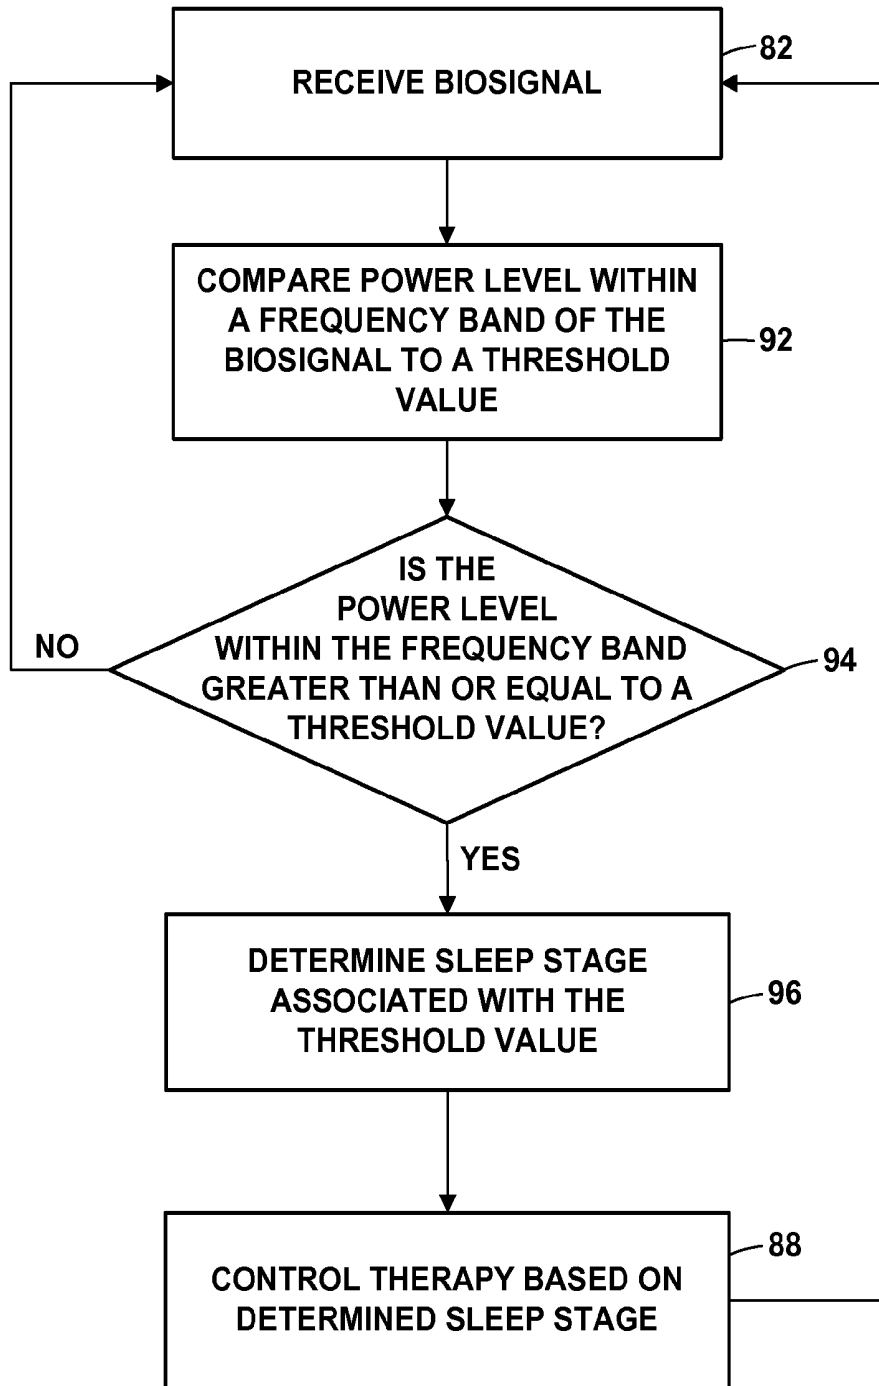 RECEIVE BIOSIGNAL
82
COMPARE POWER LEVEL WITHIN
A FREQUENCY BAND OF THE
BIOSIGNAL TO A THRESHOLD
VALUE
92
IS THE
POWER LEVEL
WITHIN THE FREQUENCY BAND
GREATER THAN OR EQUAL TO A
THRESHOLD VALUE?
94
NO
YES
DETERMINE SLEEP STAGE
ASSOCIATED WITH THE
THRESHOLD VALUE
96
CONTROL THERAPY BASED ON
DETERMINED SLEEP STAGE
88